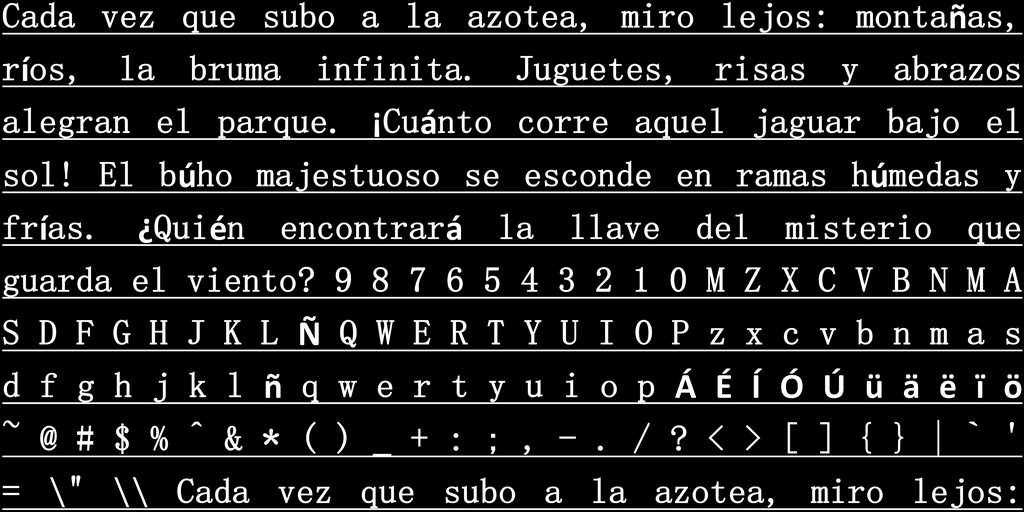 Cada vez que subo a la azotea, miro lejos: montañas,
ríos, la bruma infinita. Juguetes, risas y abrazos
alegran el parque. ¡Cuánto corre aquel jaguar bajo el
sol! El búho majestuoso se esconde en ramas húmedas y
frías. ¿Quién encontrará la llave del misterio que
guarda el viento? 9 8 7 6 5 4 3 2 1 0 M Z X C V B N M A
S D F G H J K L Ñ Q W E R T Y U I O P z x c v b n m a s
d f g h j k l ñ q w e r t y u i o p Á É Í Ó Ú ü ä ë ï ö
~ @ # $ % ^ & * ( ) _ + : ; , - . / ? < > [ ] { } | ` '
= \" \\ Cada vez que subo a la azotea, miro lejos: